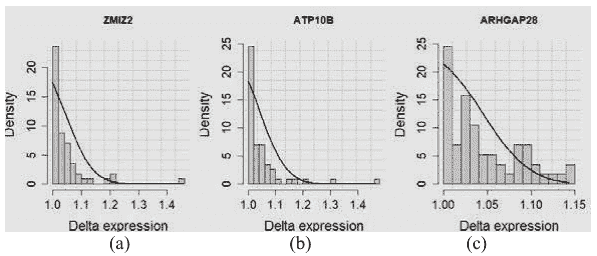 ZMIZ2 ATP10B ARHGAP28
Density
0 5 10 15 20
1.0 1.1 1.2 1.3 1.4
Delta expression
(a)
Density
0 5 10 15 20 25
1.0 1.1 1.2 1.3 1.4
Delta expression
(b)
Density
0 5 10 15 20 25
1.00 1.05 1.10 1.15
Delta expression
(c)